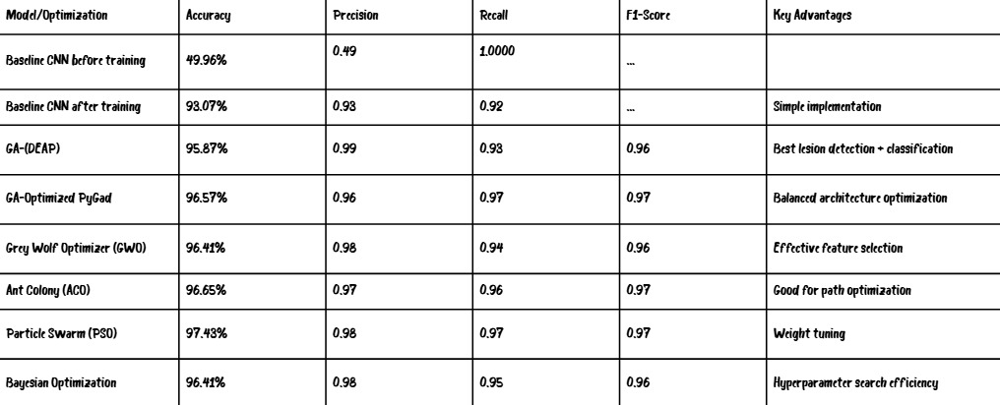 Model/Optimization Accuracy Precision Recall F1-Score Key Advantages
Baseline CNN before training 49.96% 0.49 1.0000 ...
Baseline CNN after training 93.07% 0.93 0.92 ... Simple implementation
GA-(DEAP) 95.87% 0.99 0.93 0.96 Best lesion detection + classification
GA-Optimized PyGad 96.57% 0.96 0.97 0.97 Balanced architecture optimization
Grey Wolf Optimizer (GWO) 96.41% 0.98 0.94 0.96 Effective feature selection
Ant Colony (ACO) 96.65% 0.97 0.96 0.97 Good for path optimization
Particle Swarm (PSO) 97.43% 0.98 0.97 0.97 Weight tuning
Bayesian Optimization 96.41% 0.98 0.95 0.96 Hyperparameter search efficiency